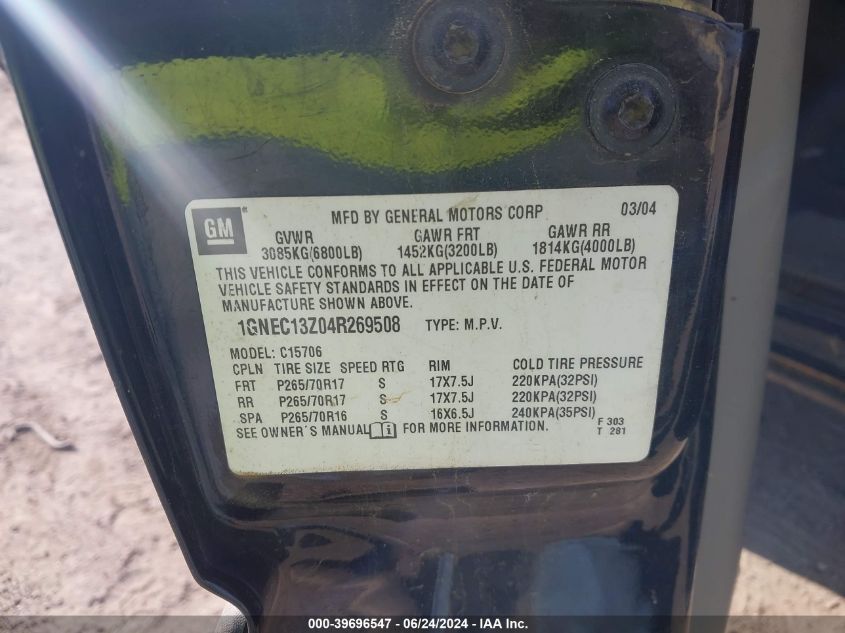 GM MFD BY GENERAL MOTORS CORP 03/04
GVWR GAWR FRT GAWR RR
3085KG(6800LB) 1452KG(3200LB) 1814KG(4000LB)
THIS VEHICLE CONFORMS TO ALL APPLICABLE U.S. FEDERAL MOTOR
VEHICLE SAFETY STANDARDS IN EFFECT ON THE DATE OF
MANUFACTURE SHOWN ABOVE.
1GNEC13Z04R269508 TYPE: M.P.V.
MODEL: C15706
CPLN TIRE SIZE SPEED RTG RIM COLD TIRE PRESSURE
FRT P265/70R17 S 17X7.5J 220KPA(32PSI)
RR P265/70R17 S 17X7.5J 220KPA(32PSI)
SPA P265/70R16 S 16X6.5J 240KPA(35PSI)
SEE OWNER'S MANUAL FOR MORE INFORMATION.
F 303
T 281
000-39696547 - 06/24/2024 - IAA Inc.